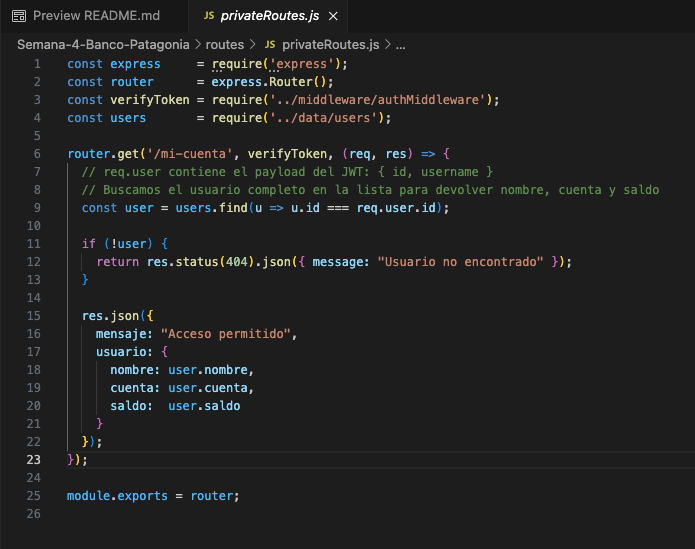 Preview README.md
JS privateRoutes.js ×
Semana-4-Banco-Patagonia > routes > JS privateRoutes.js > ...
1 const express     = require('express');
2 const router      = express.Router();
3 const verifyToken = require('../middleware/authMiddleware');
4 const users       = require('../data/users');
5
6 router.get('/mi-cuenta', verifyToken, (req, res) => {
7   // req.user contiene el payload del JWT: { id, username }
8   // Buscamos el usuario completo en la lista para devolver nombre, cuenta y saldo
9   const user = users.find(u => u.id === req.user.id);
10
11   if (!user) {
12     return res.status(404).json({ message: "Usuario no encontrado" });
13   }
14
15   res.json({
16     mensaje: "Acceso permitido",
17     usuario: {
18       nombre: user.nombre,
19       cuenta: user.cuenta,
20       saldo:  user.saldo
21     }
22   });
23 });
24
25 module.exports = router;
26